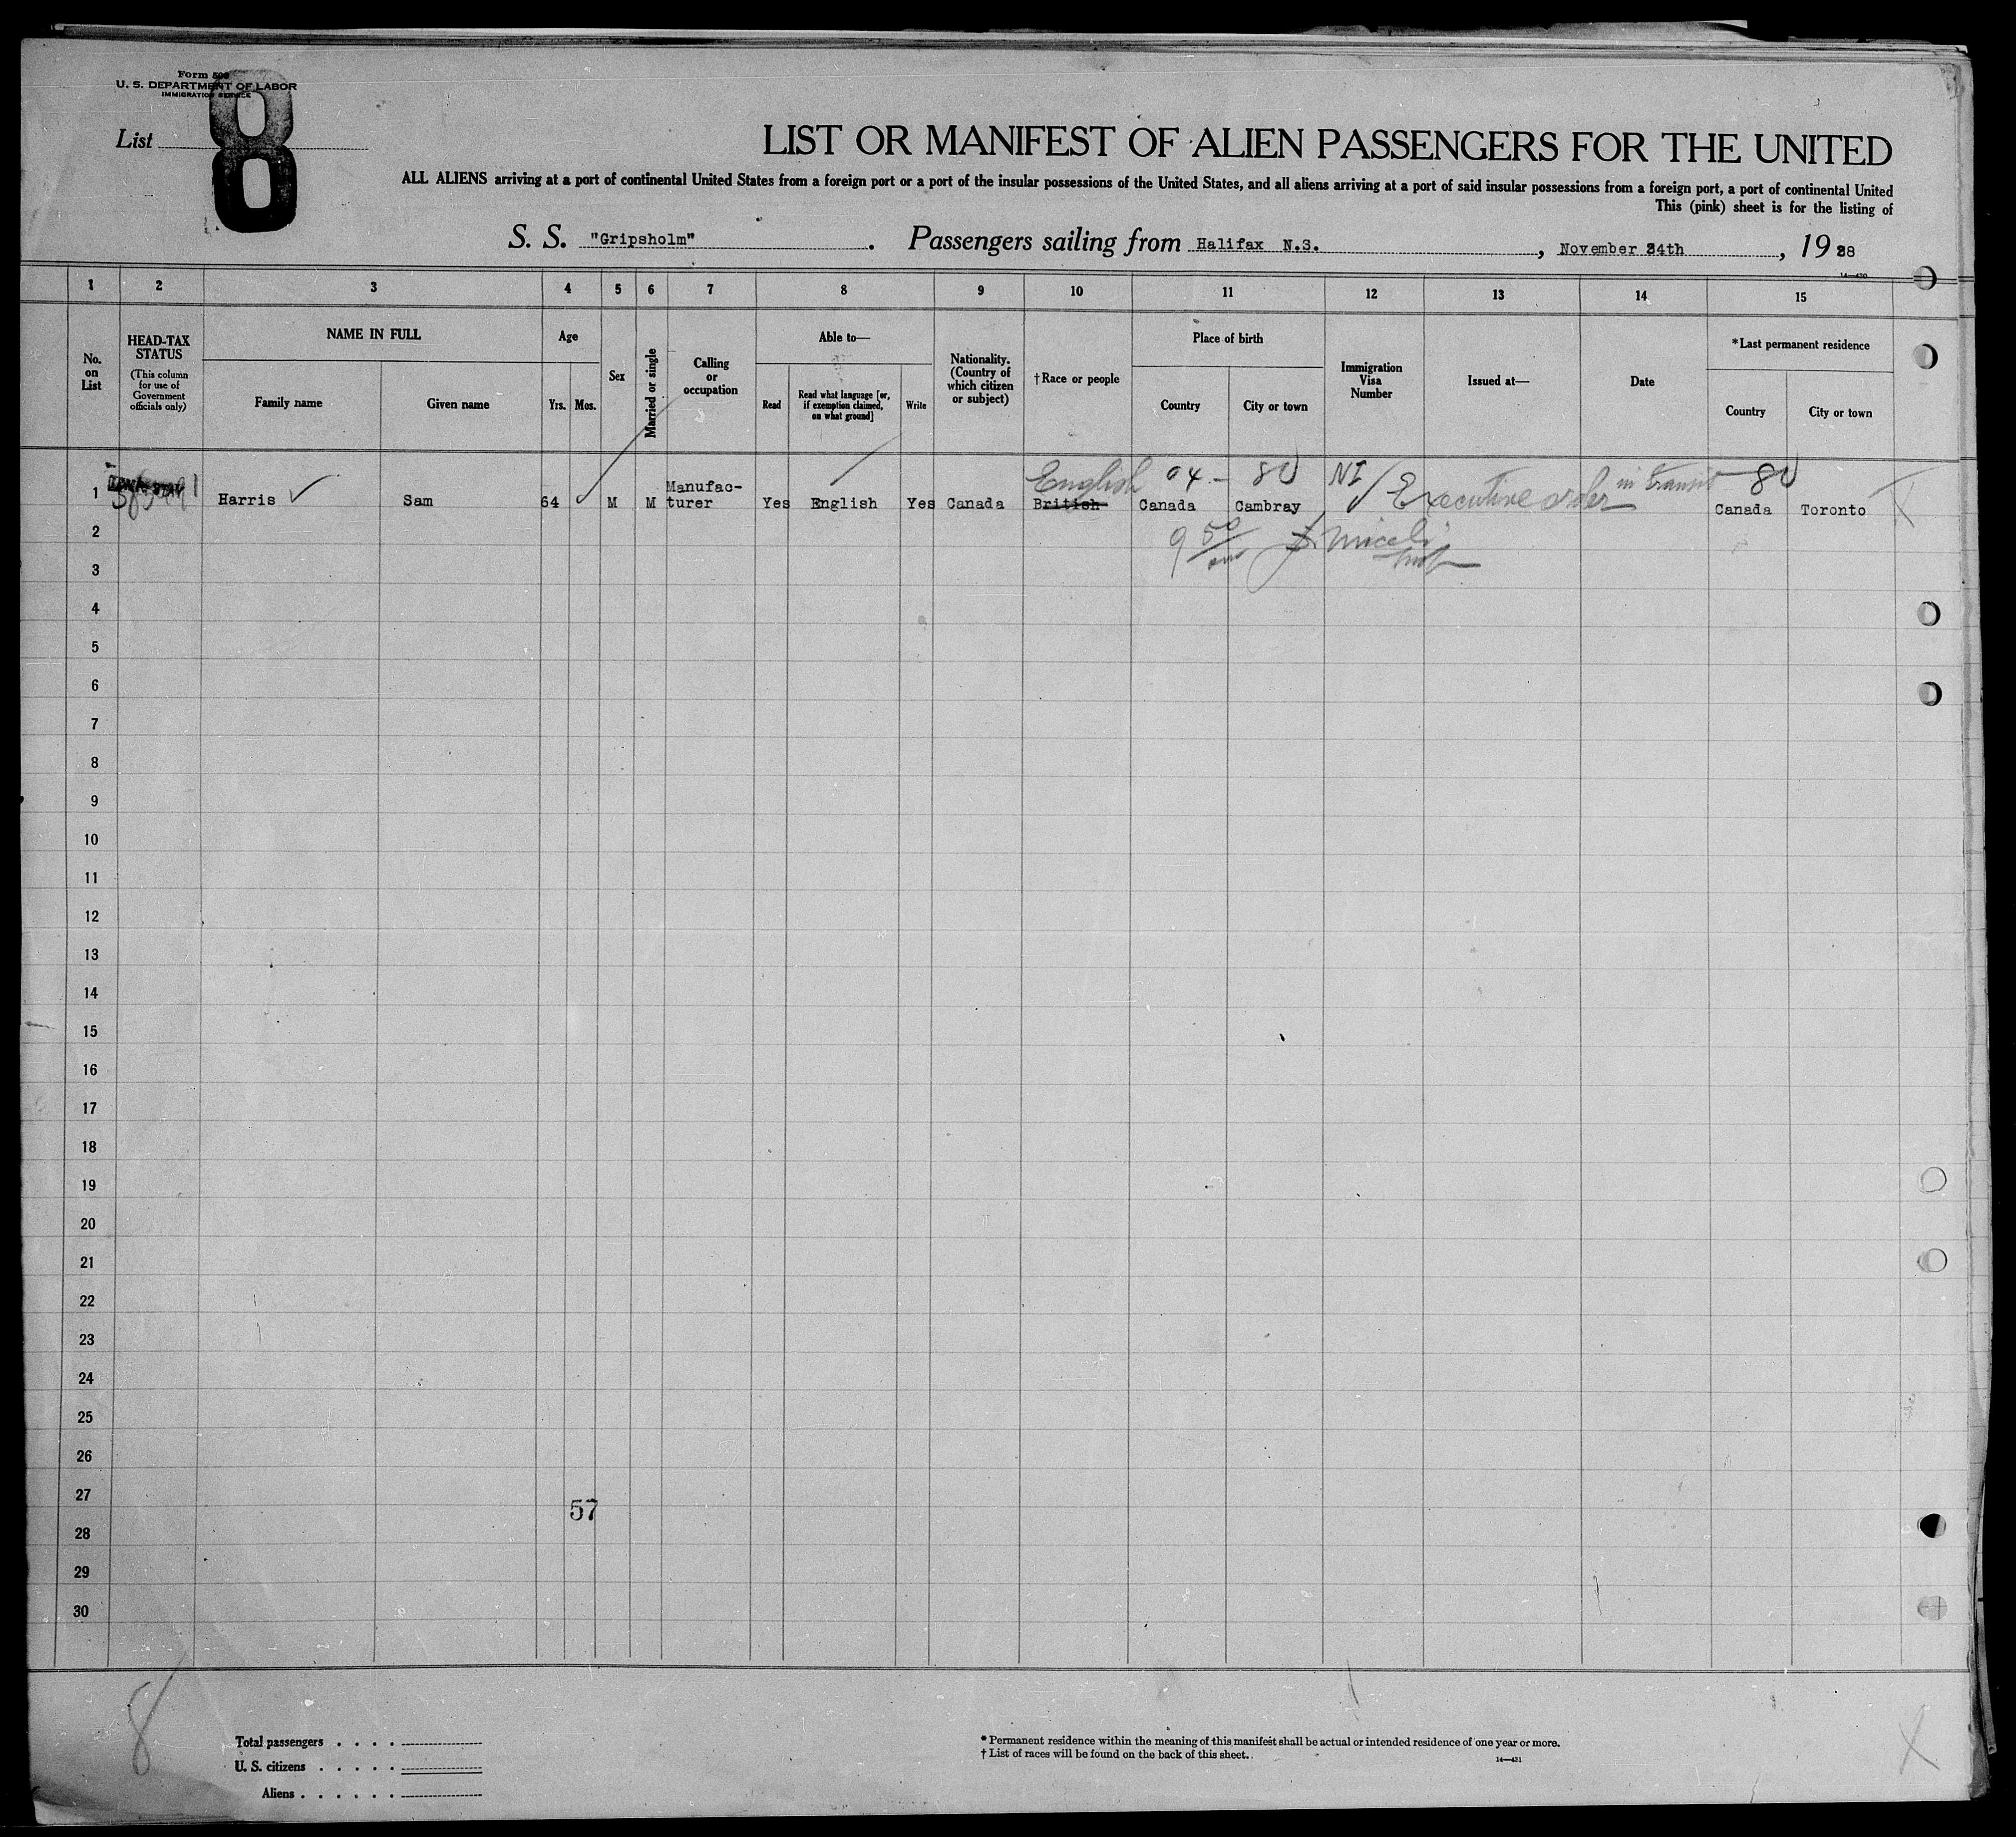 Form 500
U. S. DEPARTMENT OF LABOR
IMMIGRATION SERVICE
List 8
LIST OR MANIFEST OF ALIEN PASSENGERS FOR THE UNITED
ALL ALIENS arriving at a port of continental United States from a foreign port or a port of the insular possessions of the United States, and all aliens arriving at a port of said insular possessions from a foreign port, a port of continental United
This (pink) sheet is for the listing of
S. S. "Gripsholm". Passengers sailing from Halifax N.S., November 24th, 1928
14—430
1 2 3 4 5 6 7 8 9 10 11 12 13 14 15
No. on List
HEAD-TAX STATUS
(This column for use of Government officials only)
NAME IN FULL
Family name
Given name
Age
Yrs. Mos.
Sex
Married or single
Calling or occupation
Able to—
Read
Read what language [or, if exemption claimed, on what ground]
Write
Nationality. (Country of which citizen or subject)
†Race or people
Place of birth
Country
City or town
Immigration Visa Number
Issued at—
Date
*Last permanent residence
Country
City or town
English 04 - 80 NI Executive order in transit 80
1 Harris Sam 64 M M Manufac-turer Yes English Yes Canada British Canada Cambray Canada Toronto
9 50 J. Miceli
2
3
4
5
6
7
8
9
10
11
12
13
14
15
16
17
18
19
20
21
22
23
24
25
26
27
57
28
29
30
8
Total passengers . . . .
U. S. citizens . . . . .
Aliens . . . . . .
* Permanent residence within the meaning of this manifest shall be actual or intended residence of one year or more.
† List of races will be found on the back of this sheet.
14—431
X